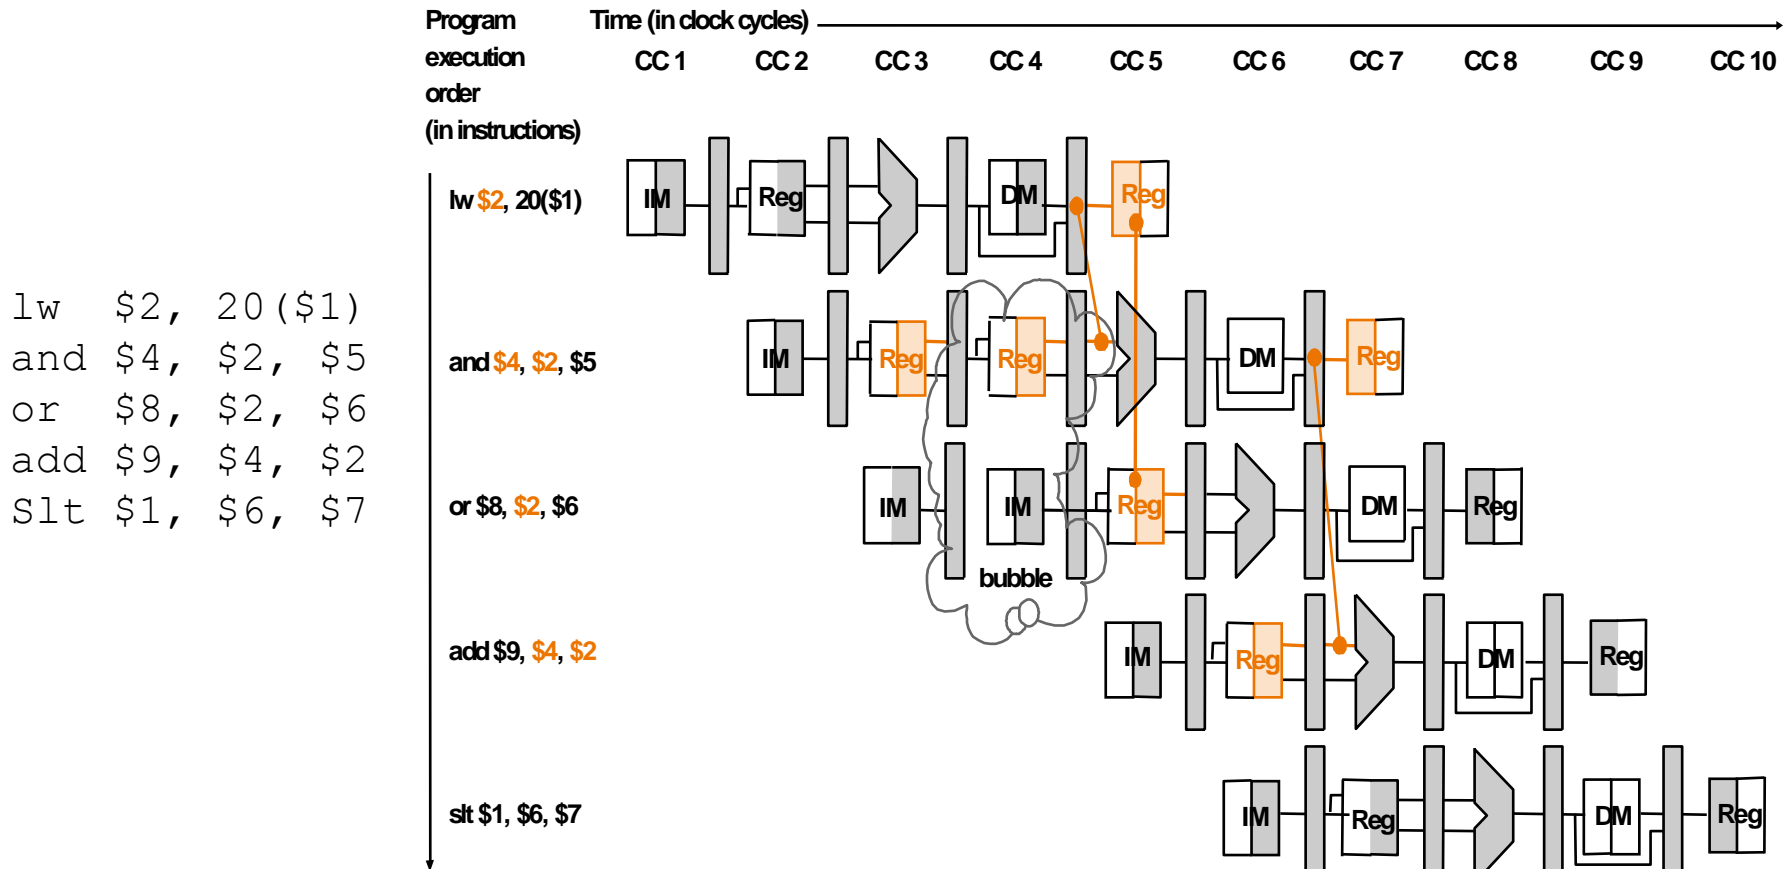 Program Time (in clock cycles)
execution CC 1 CC 2 CC 3 CC 4 CC 5 CC 6 CC 7 CC 8 CC 9 CC 10
order
(in instructions)
lw $2, 20($1) IM Reg DM Reg
lw $2, 20($1)
and $4, $2, $5
or $8, $2, $6
add $9, $4, $2
Slt $1, $6, $7
and $4, $2, $5 IM Reg Reg DM Reg
or $8, $2, $6 IM IM Reg DM Reg
bubble
add $9, $4, $2 IM Reg DM Reg
slt $1, $6, $7 IM Reg DM Reg